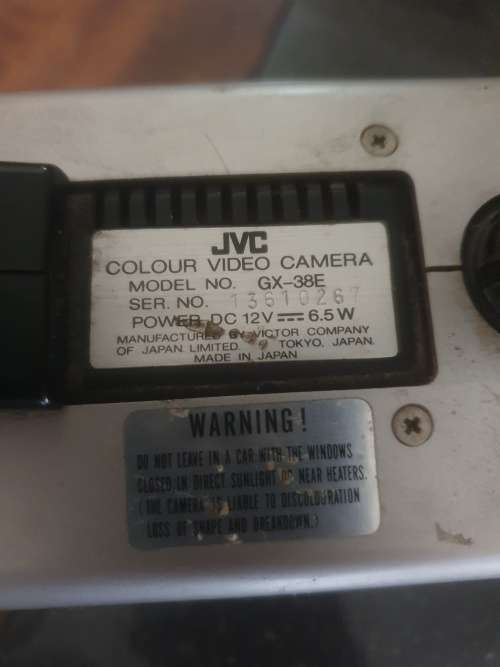 JVC
COLOUR VIDEO CAMERA
MODEL NO. GX-38E
SER. NO. 13610267
POWER DC 12V ⎓ 6.5 W
MANUFACTURED BY VICTOR COMPANY
OF JAPAN. LIMITED. TOKYO, JAPAN.
MADE IN JAPAN
WARNING!
DO NOT LEAVE IN A CAR WITH THE WINDOWS
CLOSED IN DIRECT SUNLIGHT OR NEAR HEATERS.
(THE CAMERA IS LIABLE TO DISCOLOURATION
LOSS OF SHAPE AND BREAKDOWN.)